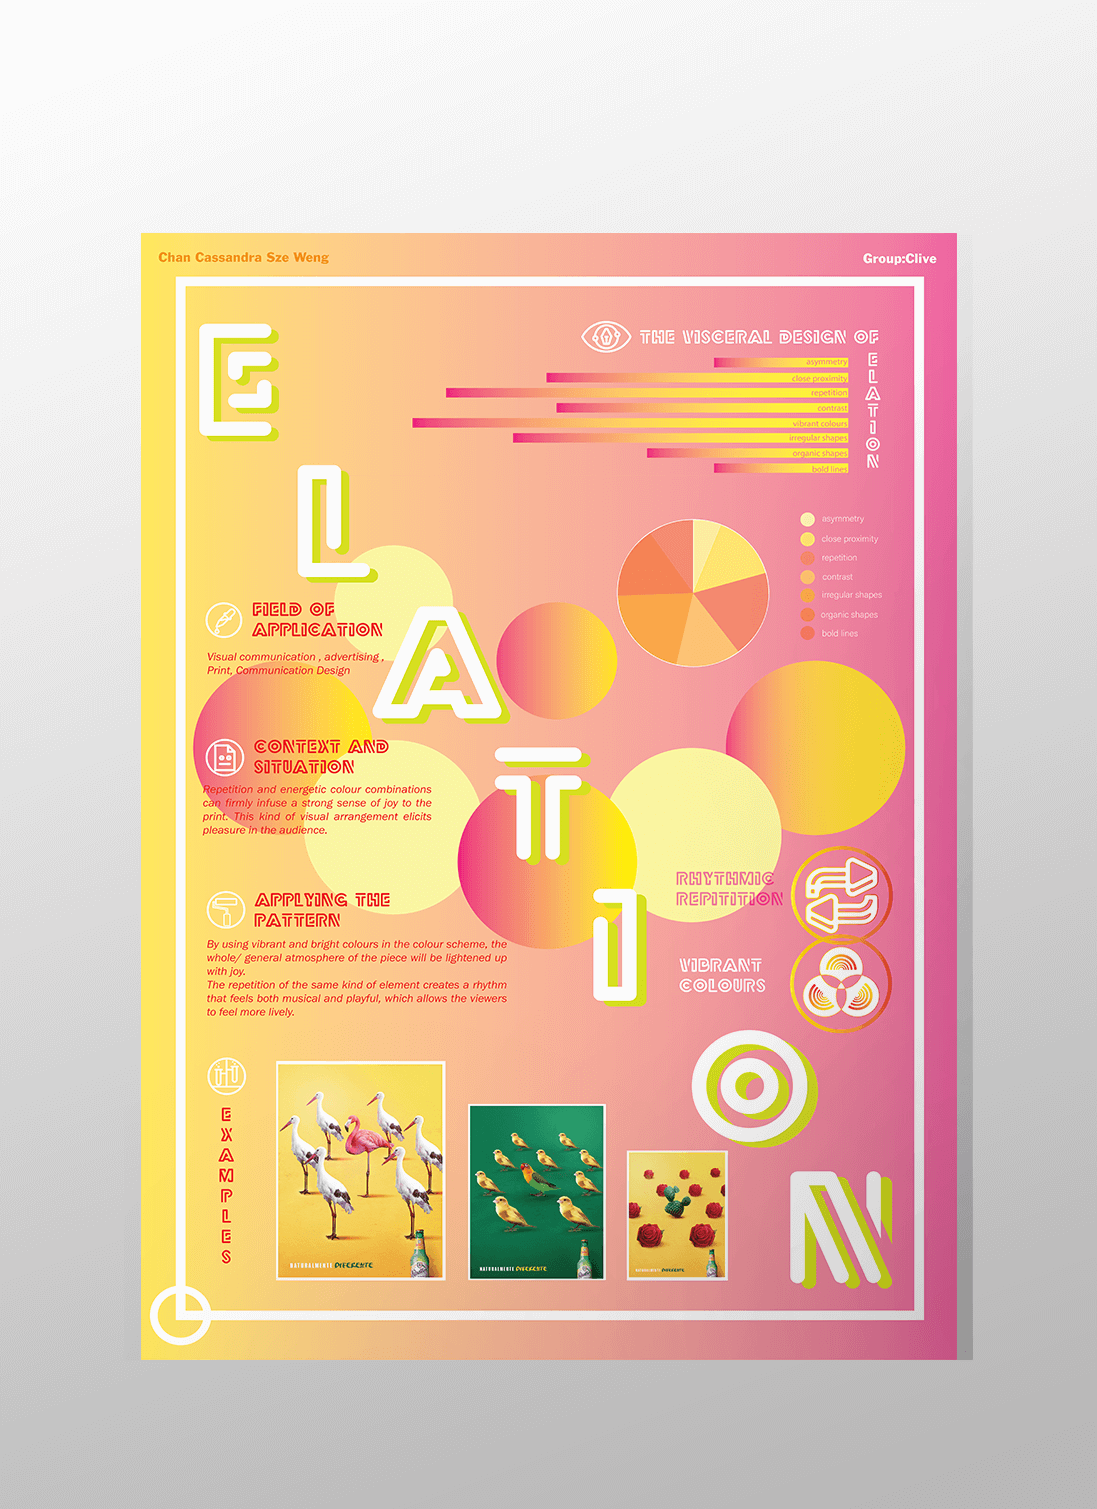 Chan Cassandra Sze Weng
Group:Clive
THE VISCERAL DESIGN OF
ELATION
asymmetry
close proximity
repetition
contrast
vibrant colours
irregular shapes
organic shapes
bold lines
asymmetry
close proximity
repetition
contrast
irregular shapes
organic shapes
bold lines
ELATION
FIELD OF
APPLICATION
Visual communication , advertising ,
Print, Communication Design
CONTEXT AND
SITUATION
Repetition and energetic colour combinations
can firmly infuse a strong sense of joy to the
print. This kind of visual arrangement elicits
pleasure in the audience.
APPLYING THE
PATTERN
By using vibrant and bright colours in the colour scheme, the
whole/ general atmosphere of the piece will be lightened up
with joy.
The repetition of the same kind of element creates a rhythm
that feels both musical and playful, which allows the viewers
to feel more lively.
RHYTHMIC
REPITITION
VIBRANT
COLOURS
EXAMPLES
NATURALMENTE DIFERENTE
NATURALMENTE DIFERENTE
NATURALMENTE DIFERENTE